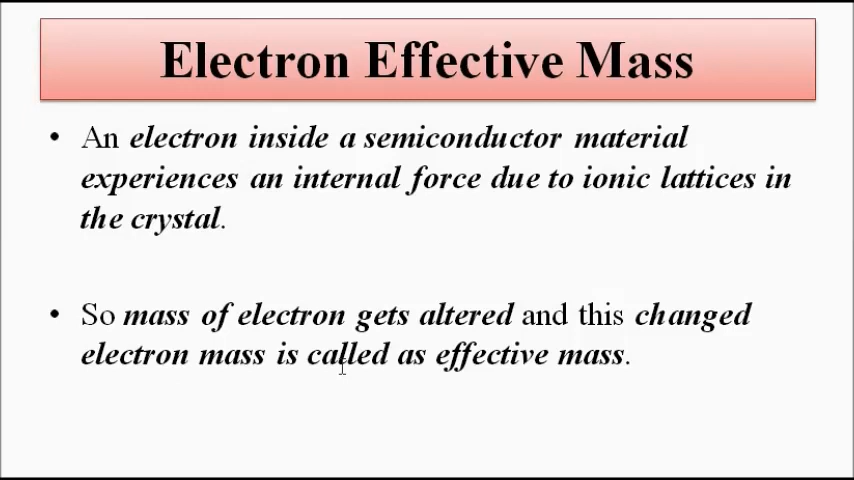 Electron Effective Mass
• An electron inside a semiconductor material
experiences an internal force due to ionic lattices in
the crystal.
• So mass of electron gets altered and this changed
electron mass is called as effective mass.